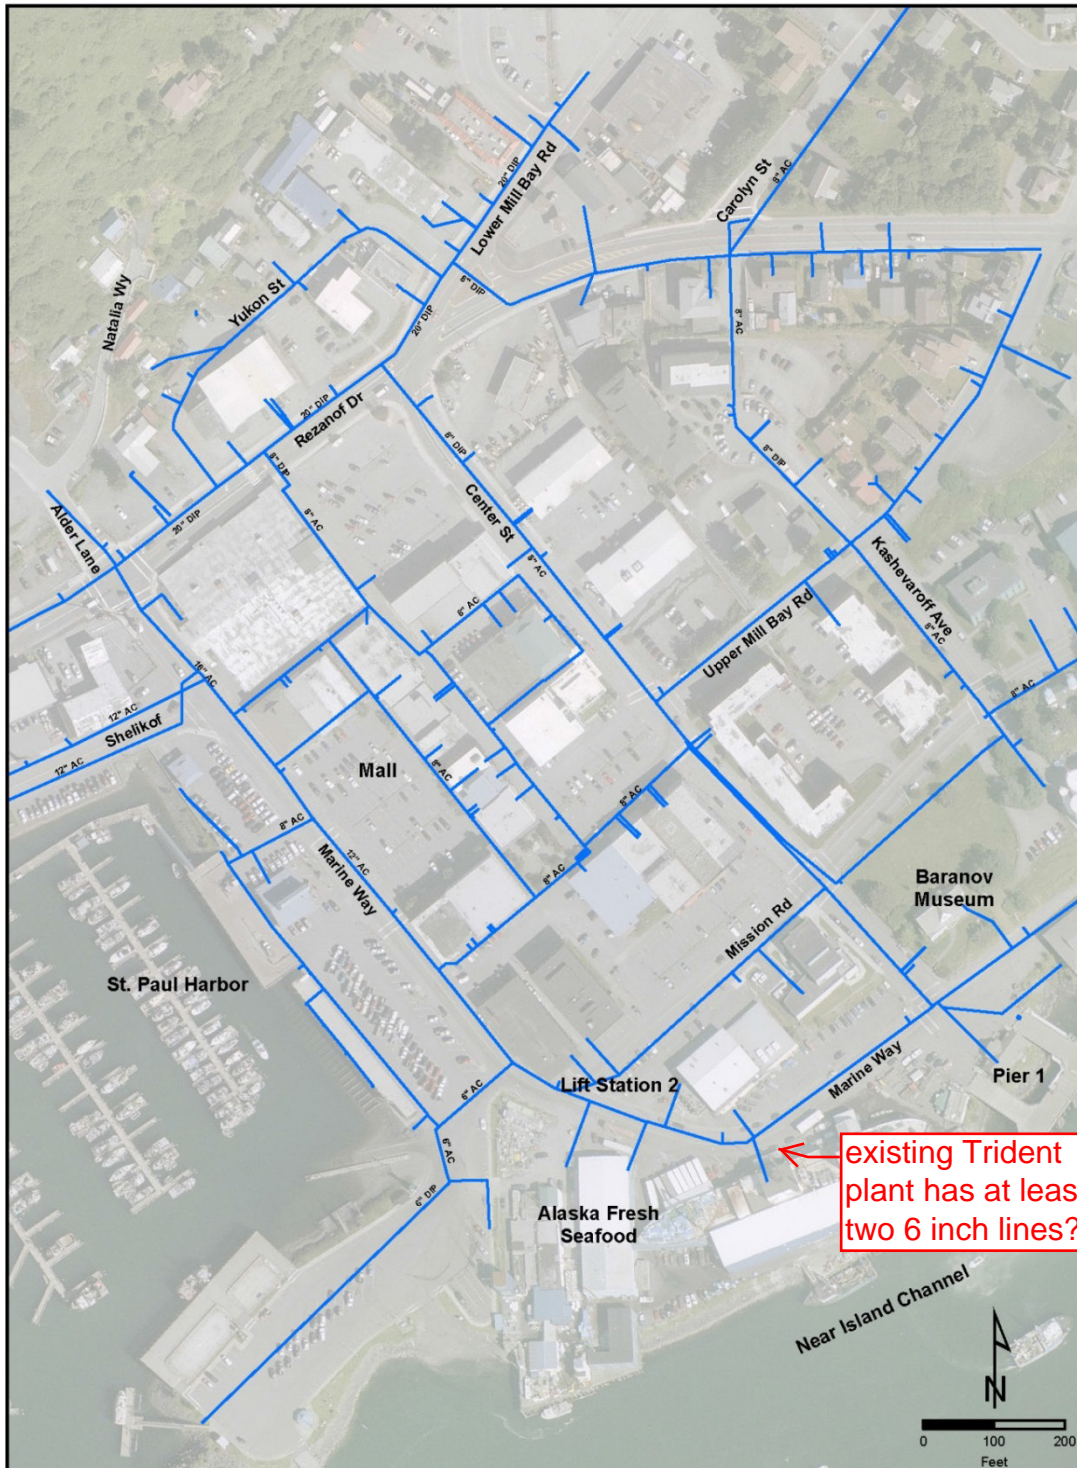 20" DIP
Lower Mill Bay Rd
Carolyn St
8" AC
Natalia Wy
Yukon St
8" DIP
20" DIP
8" AC
20" DIP
Rezanof Dr
8" DIP
8" DIP
8" DIP
Center St
8" AC
Alder Lane
20" DIP
8" AC
Kashevaroff Ave
8" AC
8" AC
Upper Mill Bay Rd
16" AC
8" AC
12" AC
Shelikof
12" AC
Mall
8" AC
8" AC
8" AC
12" AC
Marine Way
8" AC
Baranov
Museum
Mission Rd
St. Paul Harbor
Marine Way
Lift Station 2
Pier 1
6" AC
6" AC
6" DIP
existing Trident
plant has at leas
two 6 inch lines?
Alaska Fresh
Seafood
Near Island Channel
N
0 100 200
Feet